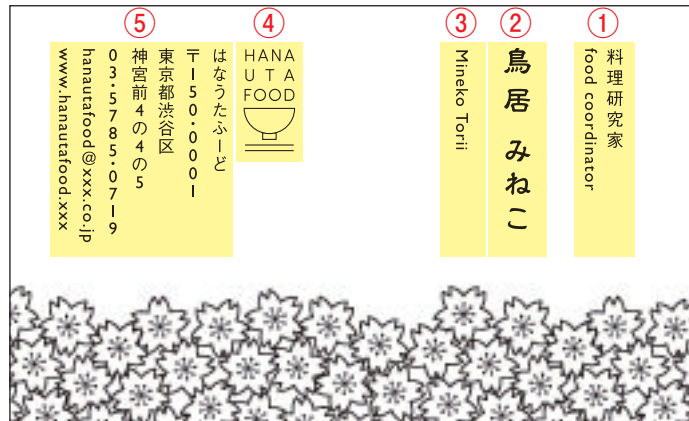 ①
料理研究家
food coordinator
②
鳥居 みねこ
③
Mineko Torii
④
HANA
UTA
FOOD
⑤
はなうたふーど
〒150・0001
東京都渋谷区
神宮前4の4の5
03・5785・0719
hanautafood@xxx.co.jp
www.hanautafood.xxx